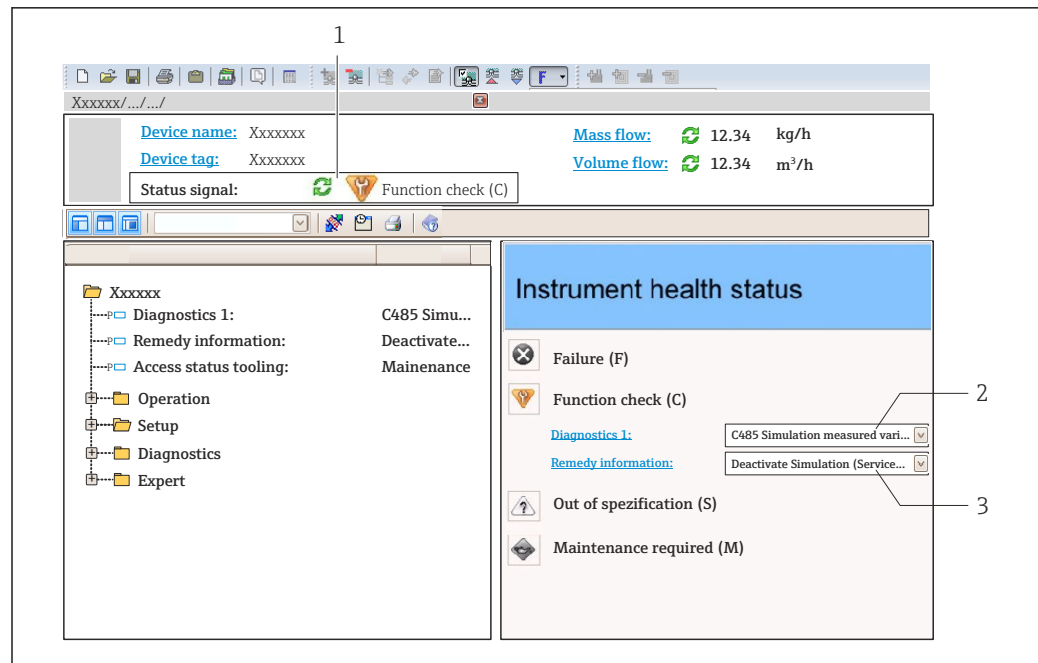 1
F
Xxxxxx/.../.../
Device name: Xxxxxxx
Mass flow: 12.34 kg/h
Device tag: Xxxxxxx
Volume flow: 12.34 m³/h
Status signal: Function check (C)
Xxxxxx
P Diagnostics 1: C485 Simu...
P Remedy information: Deactivate...
P Access status tooling: Mainenance
Operation
Setup
Diagnostics
Expert
Instrument health status
Failure (F)
Function check (C)
2
Diagnostics 1: C485 Simulation measured vari...
Remedy information: Deactivate Simulation (Service...
Out of spezification (S)
3
Maintenance required (M)